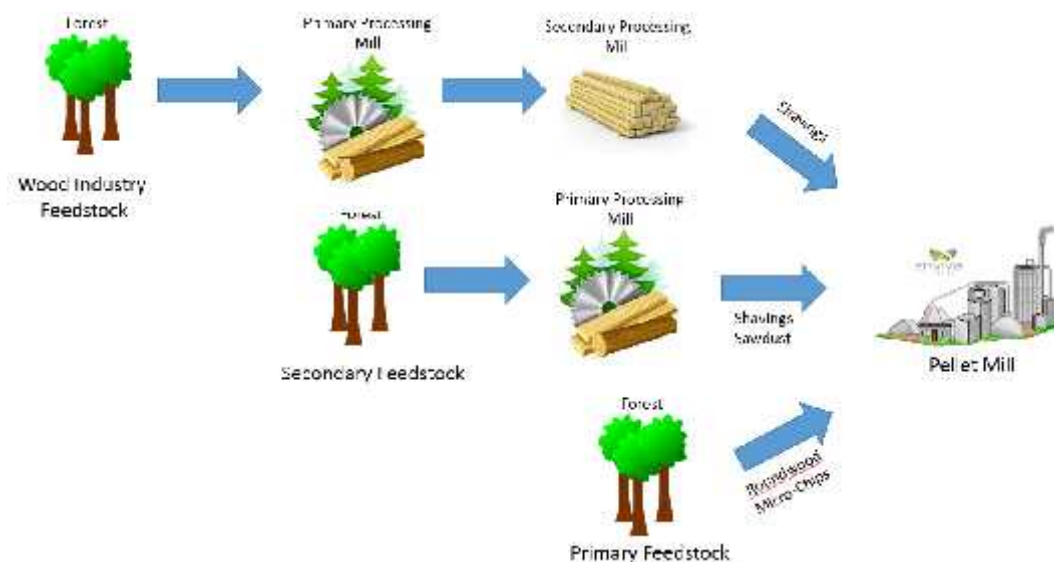 Forest
Primary Processing
Mill
Secondary Processing
Mill
Shavings
Wood Industry
Feedstock
Forest
Primary Processing
Mill
Shavings
Sawdust
Secondary Feedstock
enviva
Pellet Mill
Forest
Roundwood
Micro-Chips
Primary Feedstock